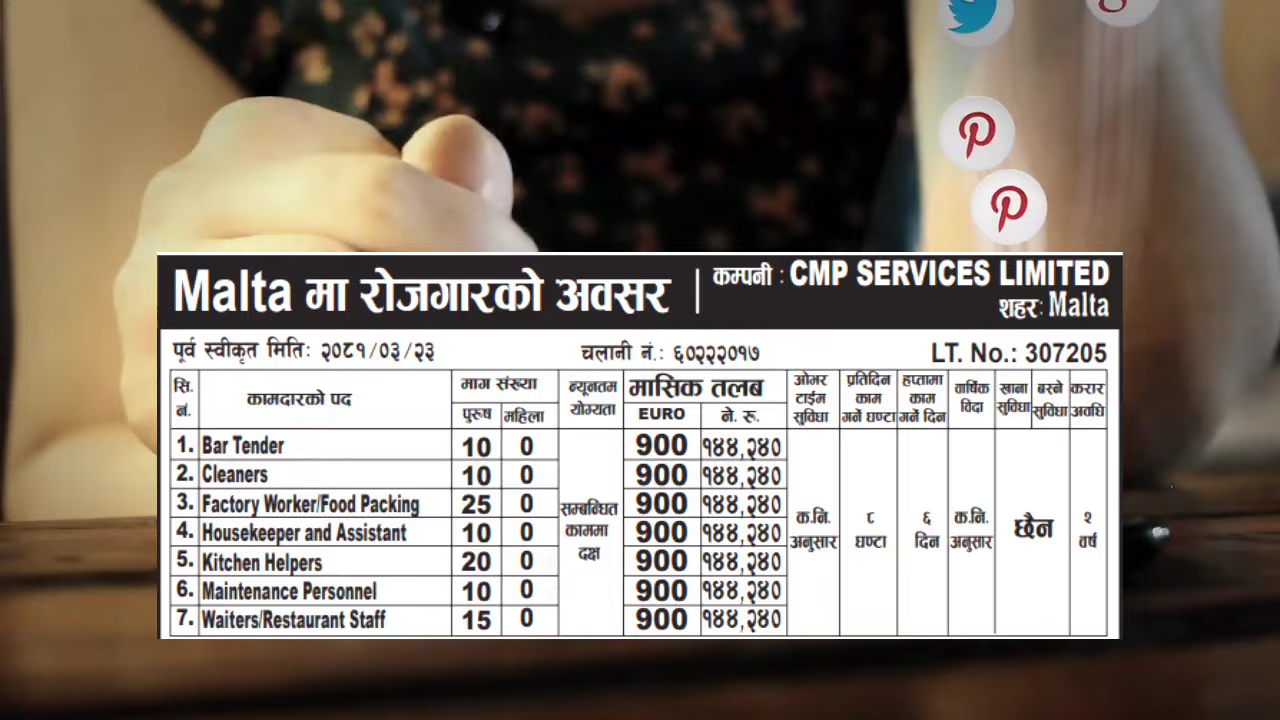 Malta मा रोजगारको अवसर | कम्पनी : CMP SERVICES LIMITED
शहर: Malta
पूर्व स्वीकृत मिति: २०८१/०३/२३ चलानी नं.: ६०२२२०१७ LT. No.: 307205
सि. नं. कामदारको पद माग संख्या न्यूनतम योग्यता मासिक तलब ओभर टाईम सुविधा प्रतिदिन काम गर्ने घण्टा हप्तामा काम गर्ने दिन वार्षिक विदा खाना सुविधा बस्ने सुविधा करार अवधि
पुरुष महिला EURO ने. रू.
1. Bar Tender 10 0 900 १४४,२४०
2. Cleaners 10 0 900 १४४,२४०
3. Factory Worker/Food Packing 25 0 900 १४४,२४०
4. Housekeeper and Assistant 10 0 900 १४४,२४०
5. Kitchen Helpers 20 0 900 १४४,२४०
6. Maintenance Personnel 10 0 900 १४४,२४०
7. Waiters/Restaurant Staff 15 0 900 १४४,२४०
सम्बन्धित काममा दक्ष क.नि. अनुसार ८ घण्टा ६ दिन क.नि. अनुसार छैन २ वर्ष